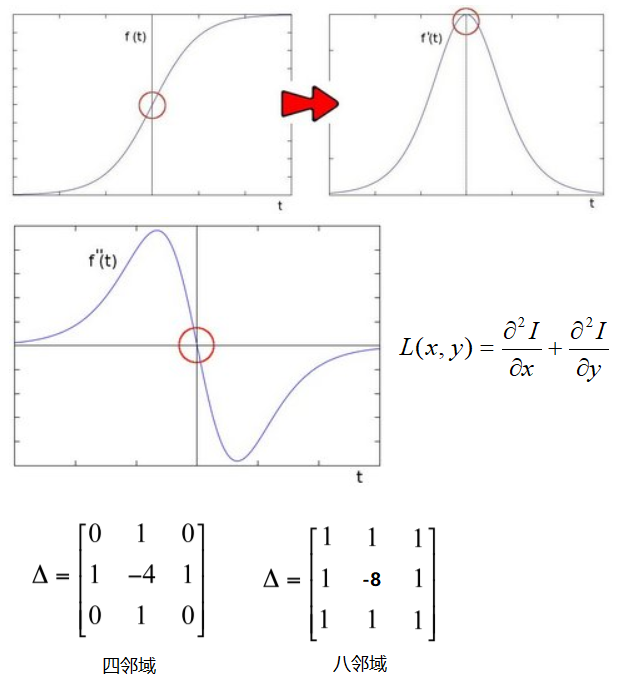 f (t)
t
f'(t)
t
f''(t)
t
L(x, y) = ∂²I/∂x + ∂²I/∂y
Δ = [0 1 0
1 −4 1
0 1 0]
四邻域
Δ = [1 1 1
1 -8 1
1 1 1]
八邻域